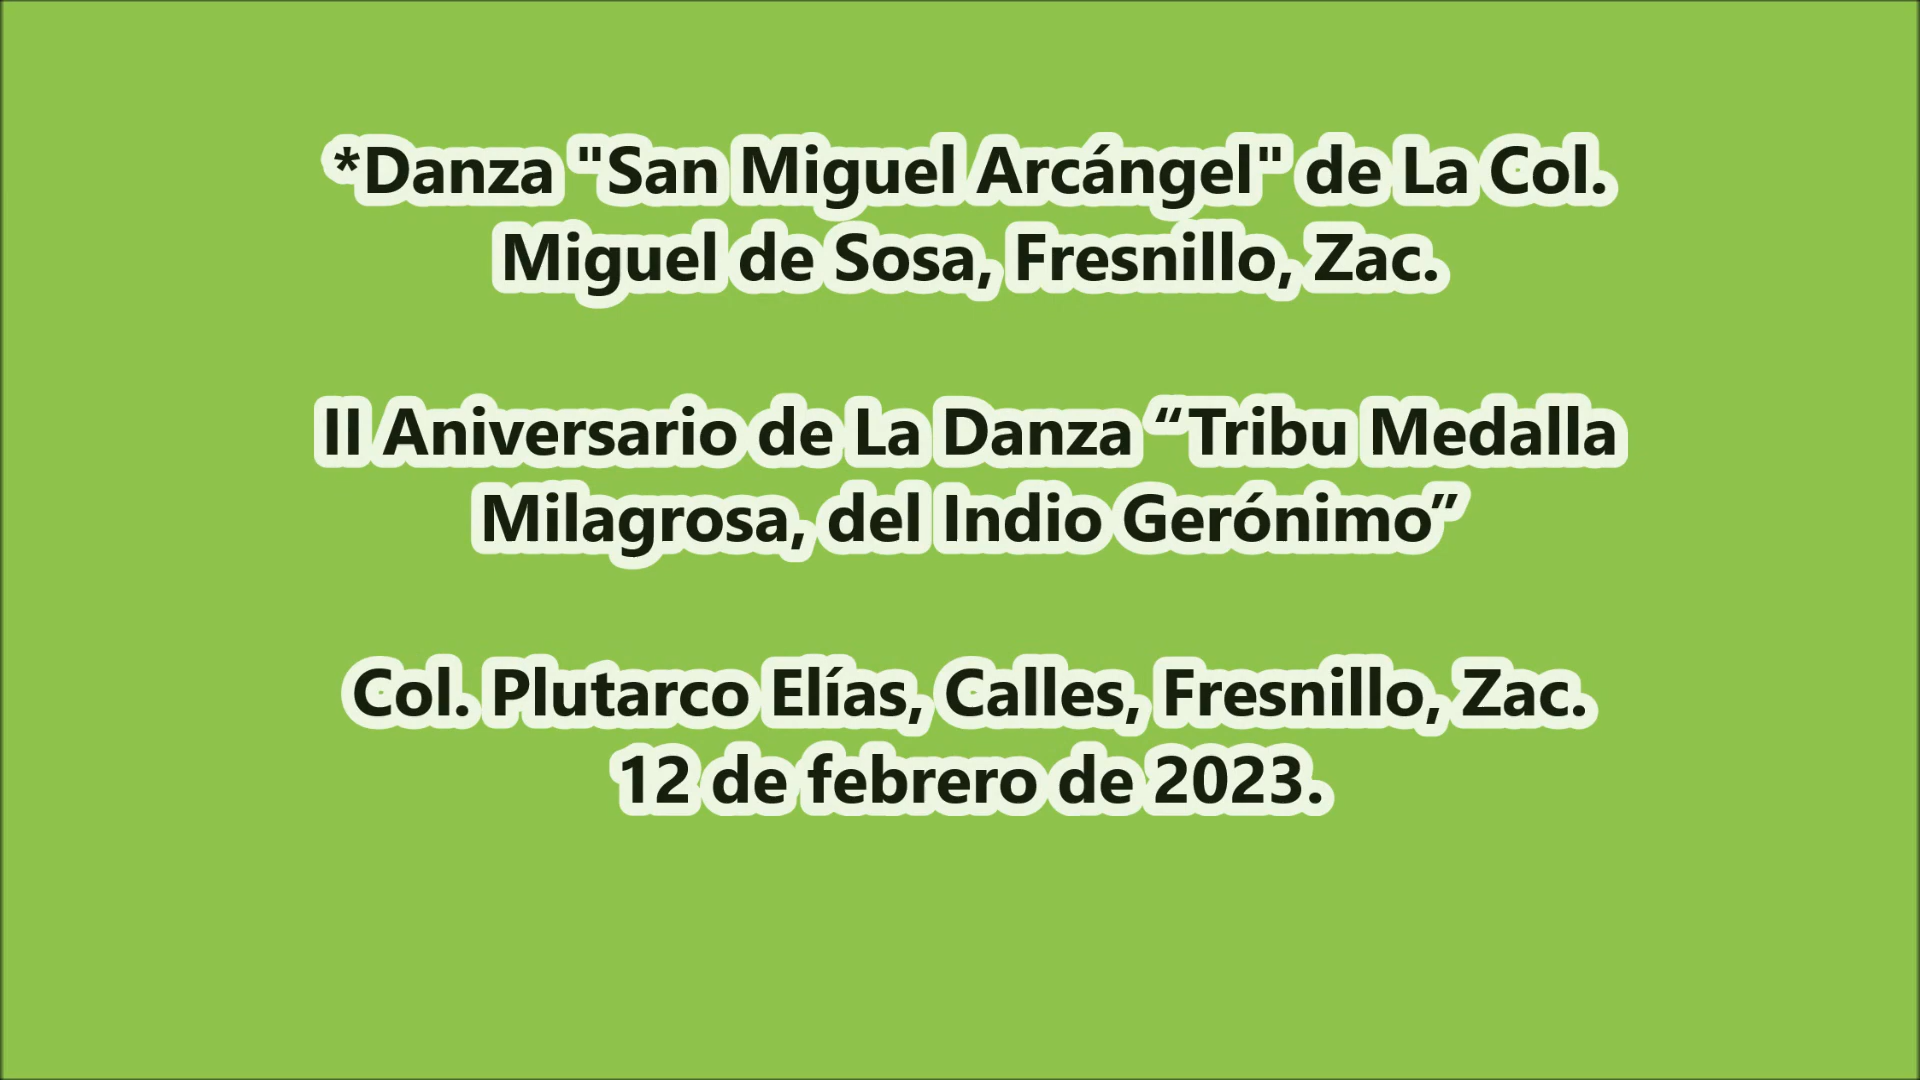 *Danza "San Miguel Arcángel" de La Col.
Miguel de Sosa, Fresnillo, Zac.
II Aniversario de La Danza “Tribu Medalla
Milagrosa, del Indio Gerónimo”
Col. Plutarco Elías, Calles, Fresnillo, Zac.
12 de febrero de 2023.